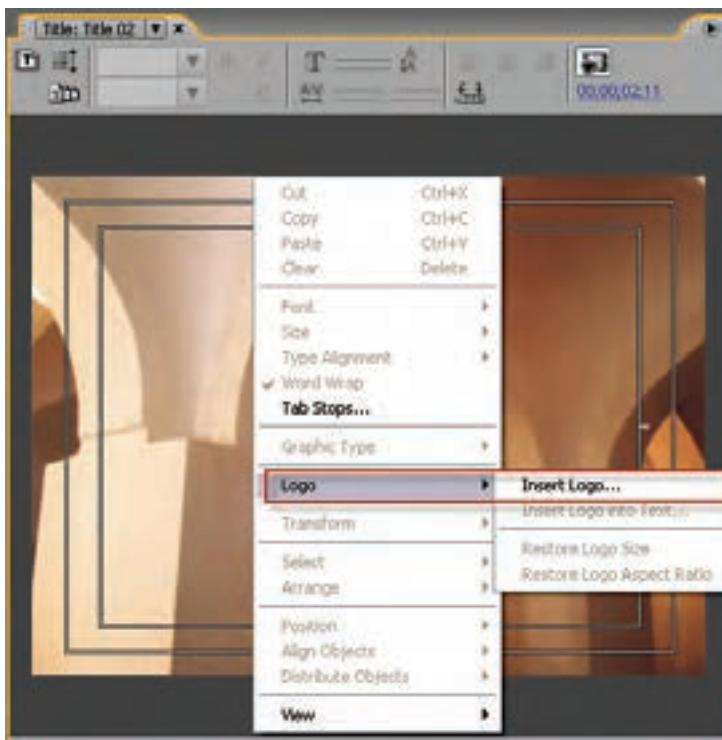 Title: Title 02
00;00;02;11
Cut Ctrl+X
Copy Ctrl+C
Paste Ctrl+V
Clear Delete
Font
Size
Type Alignment
Word Wrap
Tab Stops...
Graphic Type
Logo
Insert Logo...
Insert Logo into Text...
Transform
Restore Logo Size
Select
Restore Logo Aspect Ratio
Arrange
Position
Align Objects
Distribute Objects
View